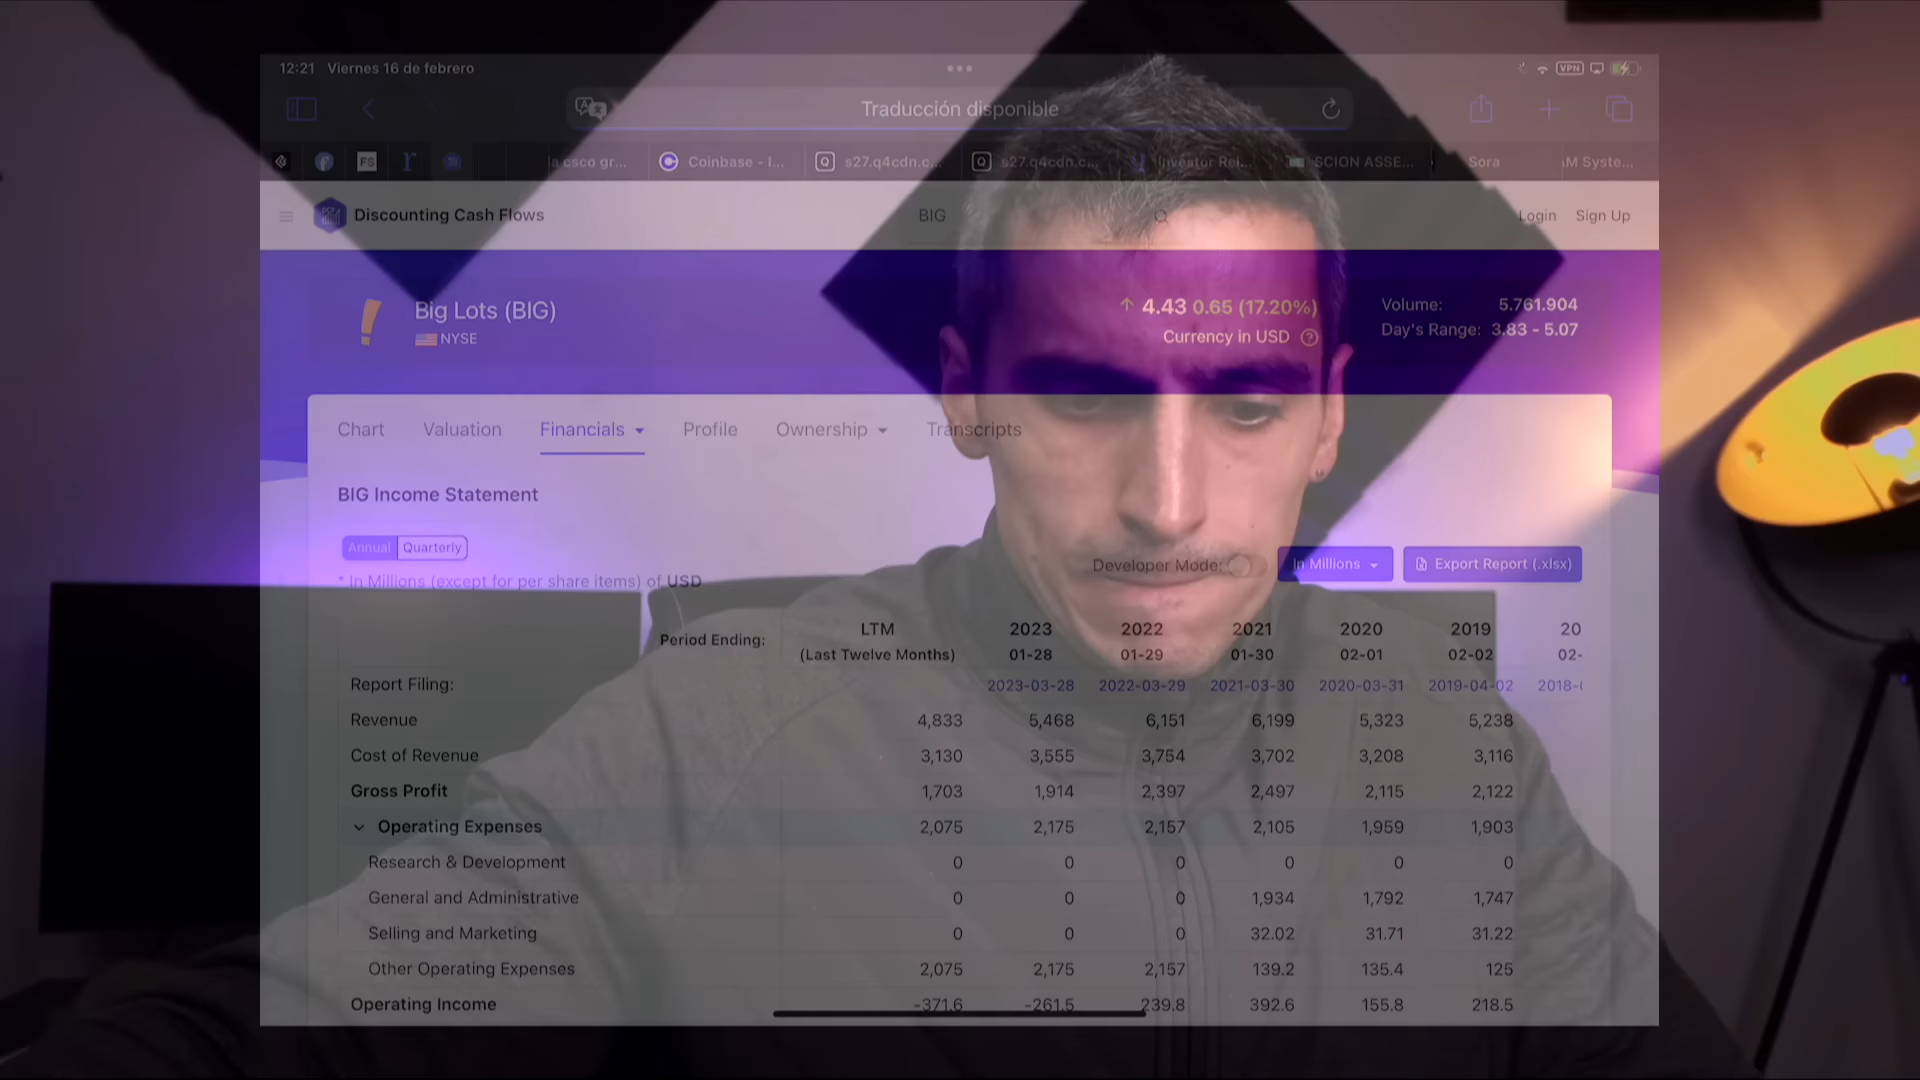 12:21 Viernes 16 de febrero
VPN
Traducción disponible
FS
a csco gr...
Coinbase - I...
s27.q4cdn.c...
s27.q4cdn.c...
Investor Rei...
SCION ASSE...
Sora
M Syste...
Discounting Cash Flows
BIG
Login
Sign Up
Big Lots (BIG)
NYSE
↑ 4.43 0.65 (17.20%)
Currency in USD
Volume: 5.761.904
Day's Range: 3.83 - 5.07
Chart Valuation Financials Profile Ownership Transcripts
BIG Income Statement
Annual Quarterly
* In Millions (except for per share items) of USD
Developer Mode:
In Millions
Export Report (.xlsx)
Period Ending: LTM 2023 2022 2021 2020 2019 20
(Last Twelve Months) 01-28 01-29 01-30 02-01 02-02 02-
Report Filing: 2023-03-28 2022-03-29 2021-03-30 2020-03-31 2019-04-02 2018-(
Revenue 4,833 5,468 6,151 6,199 5,323 5,238
Cost of Revenue 3,130 3,555 3,754 3,702 3,208 3,116
Gross Profit 1,703 1,914 2,397 2,497 2,115 2,122
Operating Expenses 2,075 2,175 2,157 2,105 1,959 1,903
Research & Development 0 0 0 0 0 0
General and Administrative 0 0 0 1,934 1,792 1,747
Selling and Marketing 0 0 0 32.02 31.71 31.22
Other Operating Expenses 2,075 2,175 2,157 139.2 135.4 125
Operating Income -371.6 -261.5 239.8 392.6 155.8 218.5